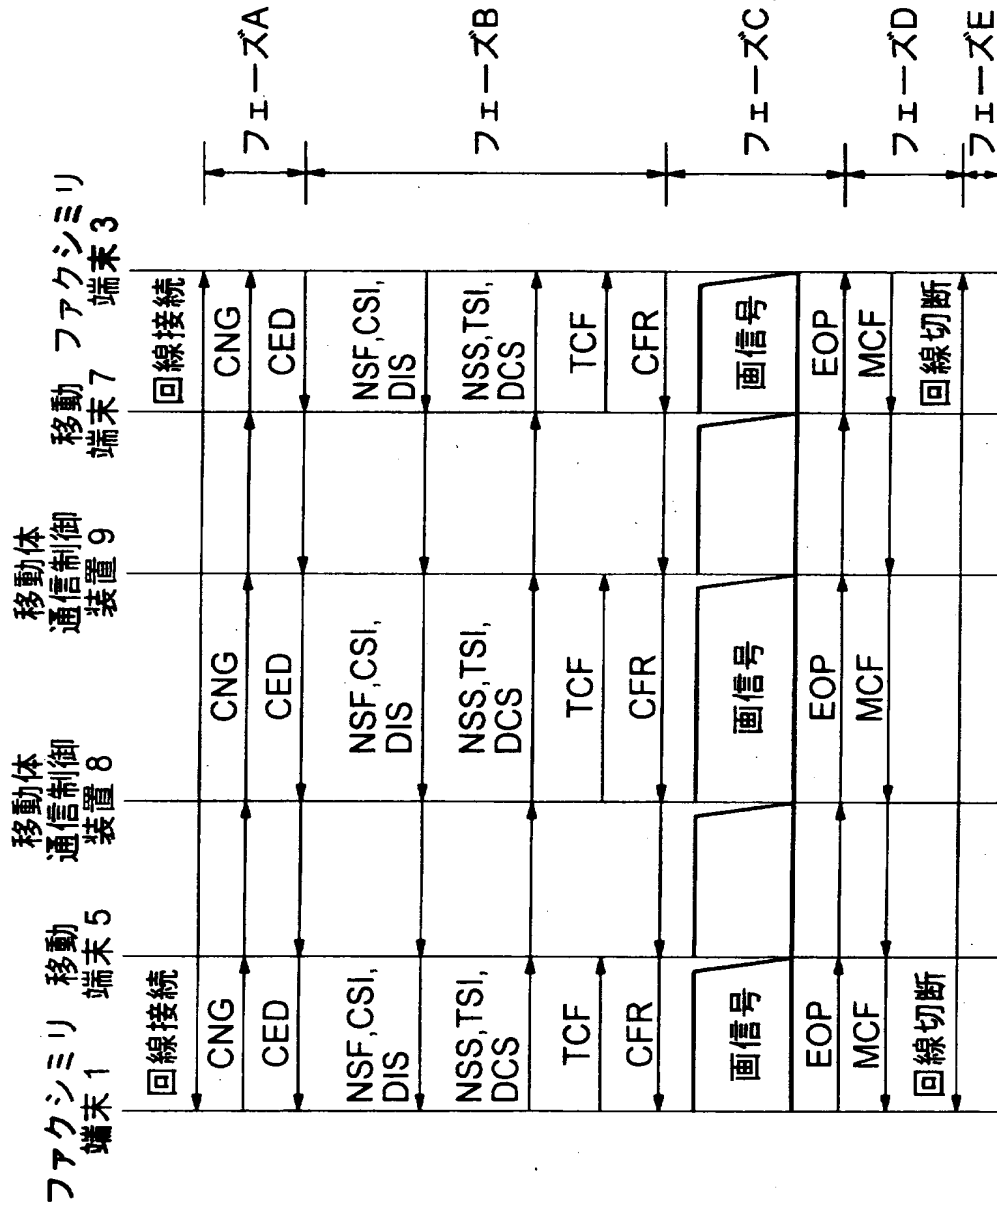 ファクシミリ
端末 1
移動
端末 5
移動体
通信制御
装置 8
移動体
通信制御
装置 9
移動
端末 7
ファクシミリ
端末 3
回線接続
回線接続
フェーズA
CNG
CNG
CNG
CED
CED
CED
NSF,CSI,
DIS
NSF,CSI,
DIS
NSF,CSI,
DIS
フェーズB
NSS,TSI,
DCS
NSS,TSI,
DCS
NSS,TSI,
DCS
TCF
TCF
TCF
CFR
CFR
CFR
画信号
画信号
画信号
フェーズC
EOP
EOP
EOP
MCF
MCF
MCF
フェーズD
回線切断
回線切断
フェーズE